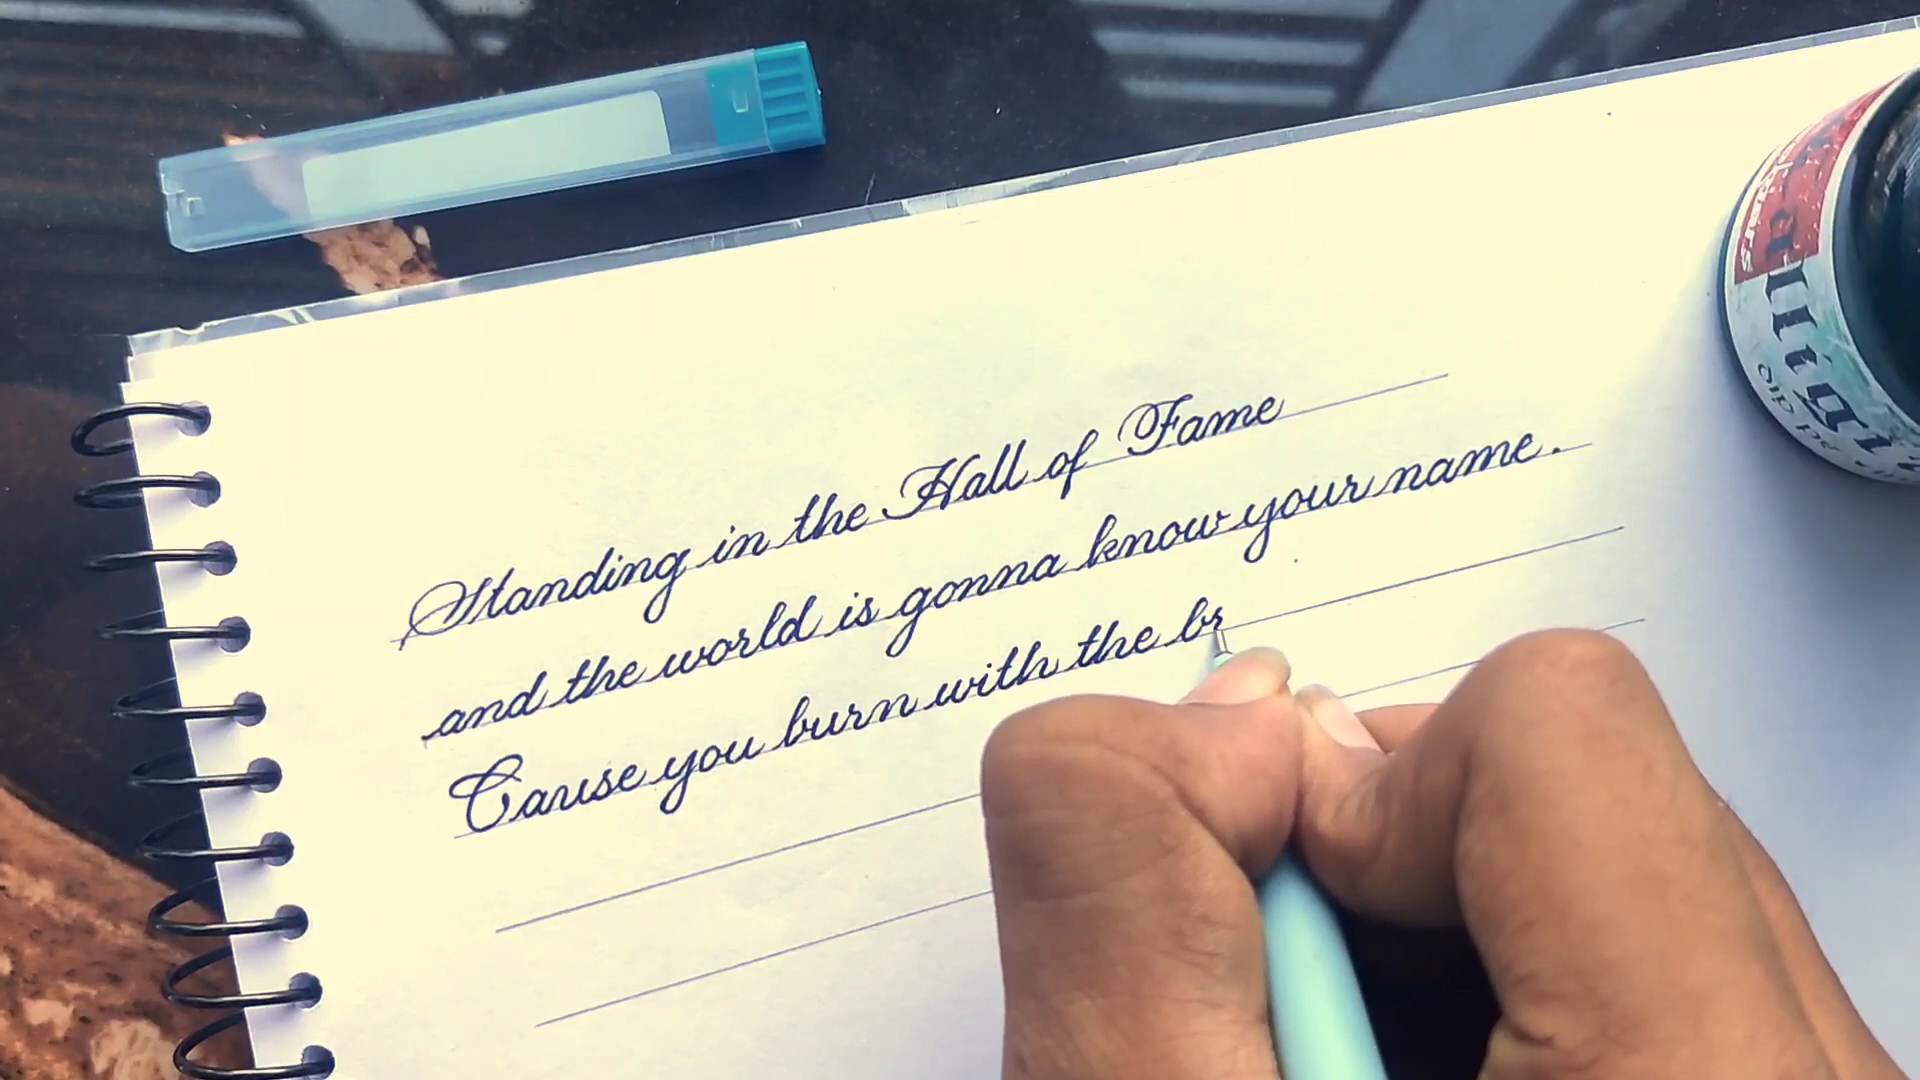 Standing in the Hall of Fame
and the world is gonna know your name.
Cause you burn with the br